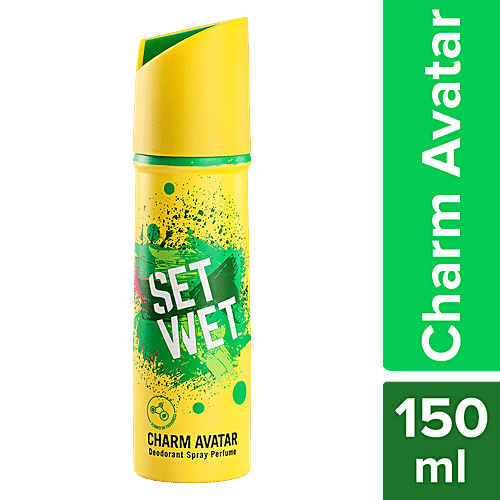 SET
WET
CHARM AVATAR
Deodorant Spray Perfume
Charm Avatar
150
ml